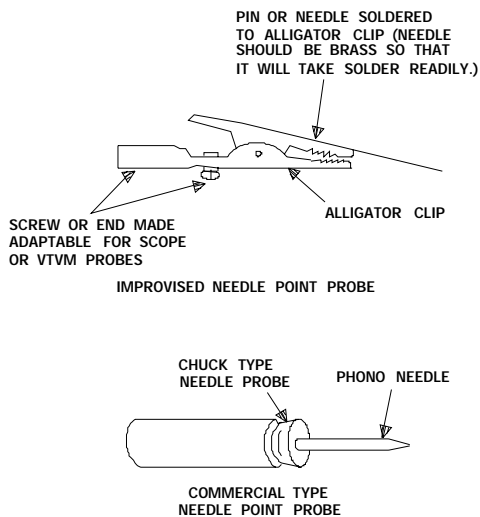 PIN OR NEEDLE SOLDERED
TO ALLIGATOR CLIP (NEEDLE
SHOULD BE BRASS SO THAT
IT WILL TAKE SOLDER READILY.)
ALLIGATOR CLIP
SCREW OR END MADE
ADAPTABLE FOR SCOPE
OR VTVM PROBES
IMPROVISED NEEDLE POINT PROBE
CHUCK TYPE
NEEDLE PROBE
PHONO NEEDLE
COMMERCIAL TYPE
NEEDLE POINT PROBE